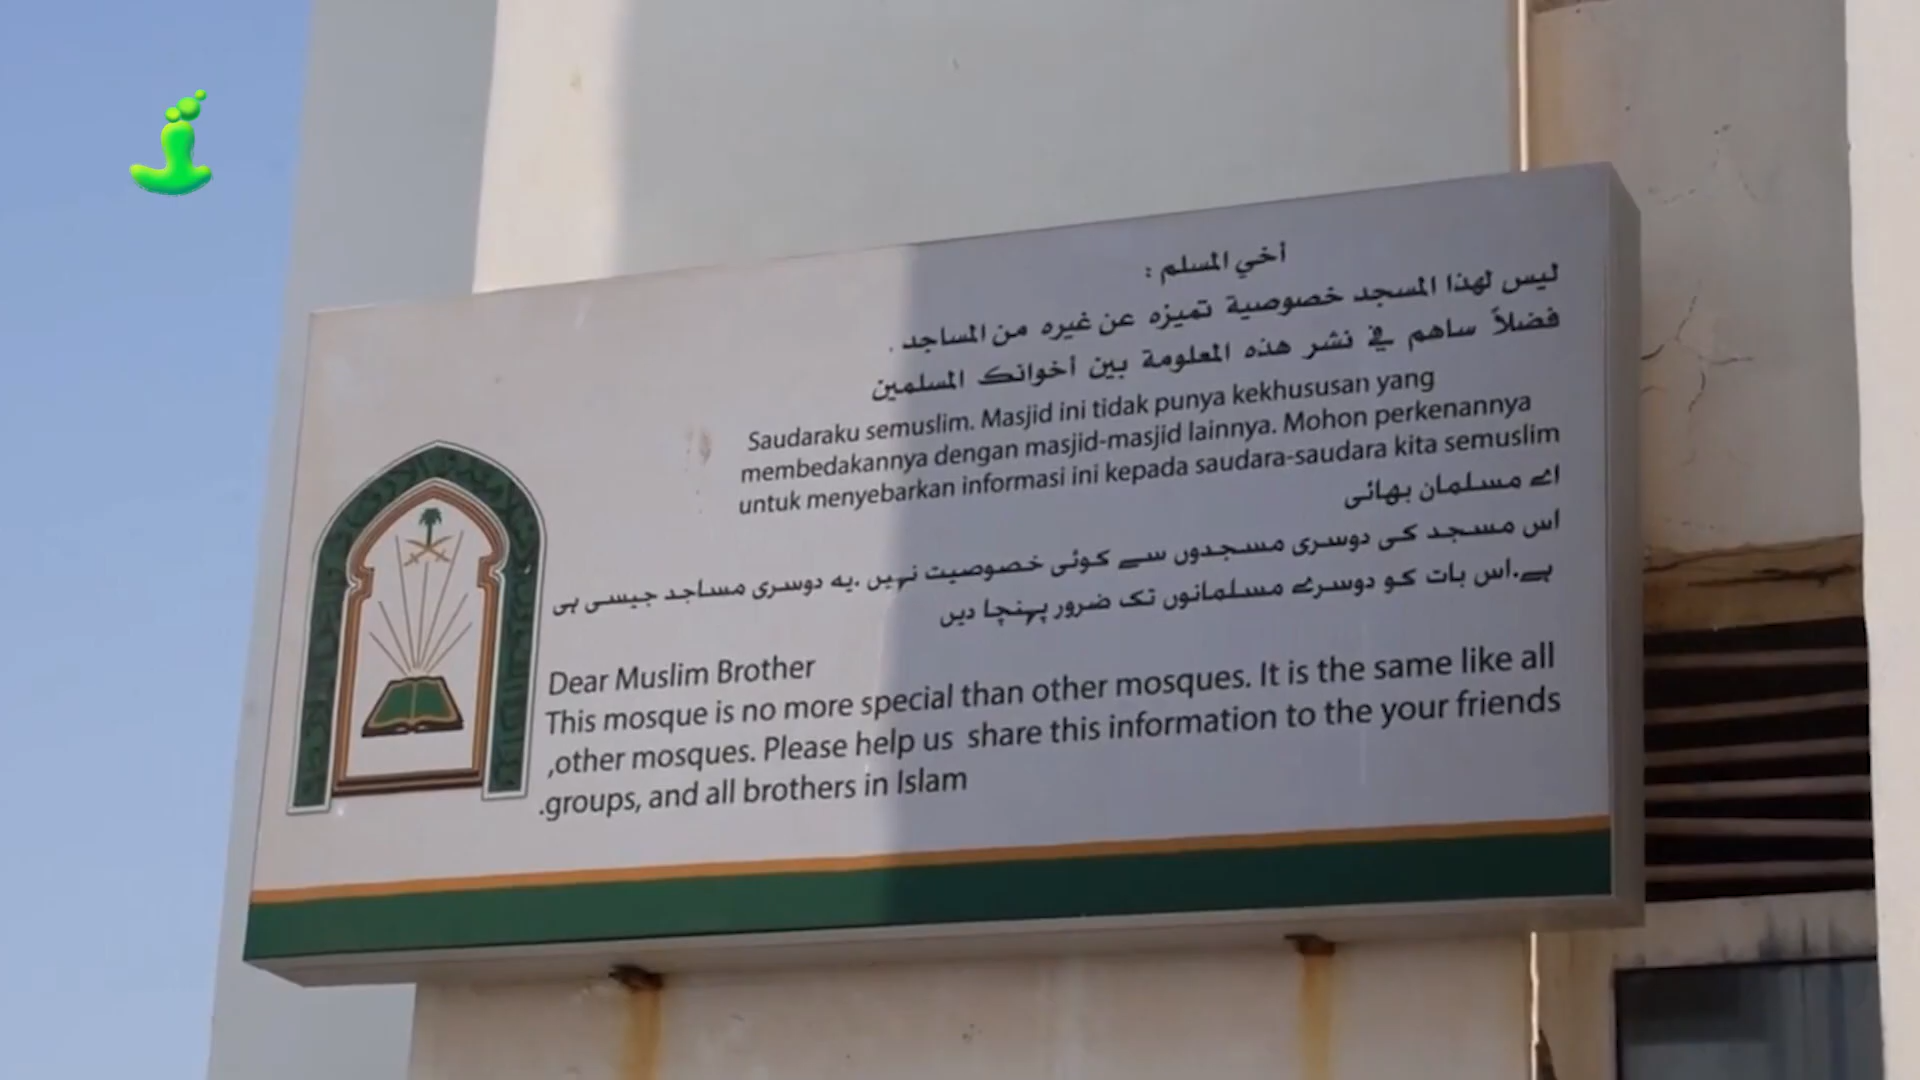 أخي المسلم :
ليس لهذا المسجد خصوصية تميزه عن غيره من المساجد .
فضلاً ساهم في نشر هذه المعلومة بين أخوانك المسلمين
Saudaraku semuslim. Masjid ini tidak punya kekhususan yang
membedakannya dengan masjid-masjid lainnya. Mohon perkenannya
untuk menyebarkan informasi ini kepada saudara-saudara kita semuslim
اے مسلمان بھائی
اس مسجد کی دوسری مسجدوں سے کوئی خصوصیت نہیں .یہ دوسری مساجد جیسی ہی
ہے.اس بات کو دوسرے مسلمانوں تک ضرور پہنچا دیں
Dear Muslim Brother
This mosque is no more special than other mosques. It is the same like all
,other mosques. Please help us share this information to the your friends
.groups, and all brothers in Islam